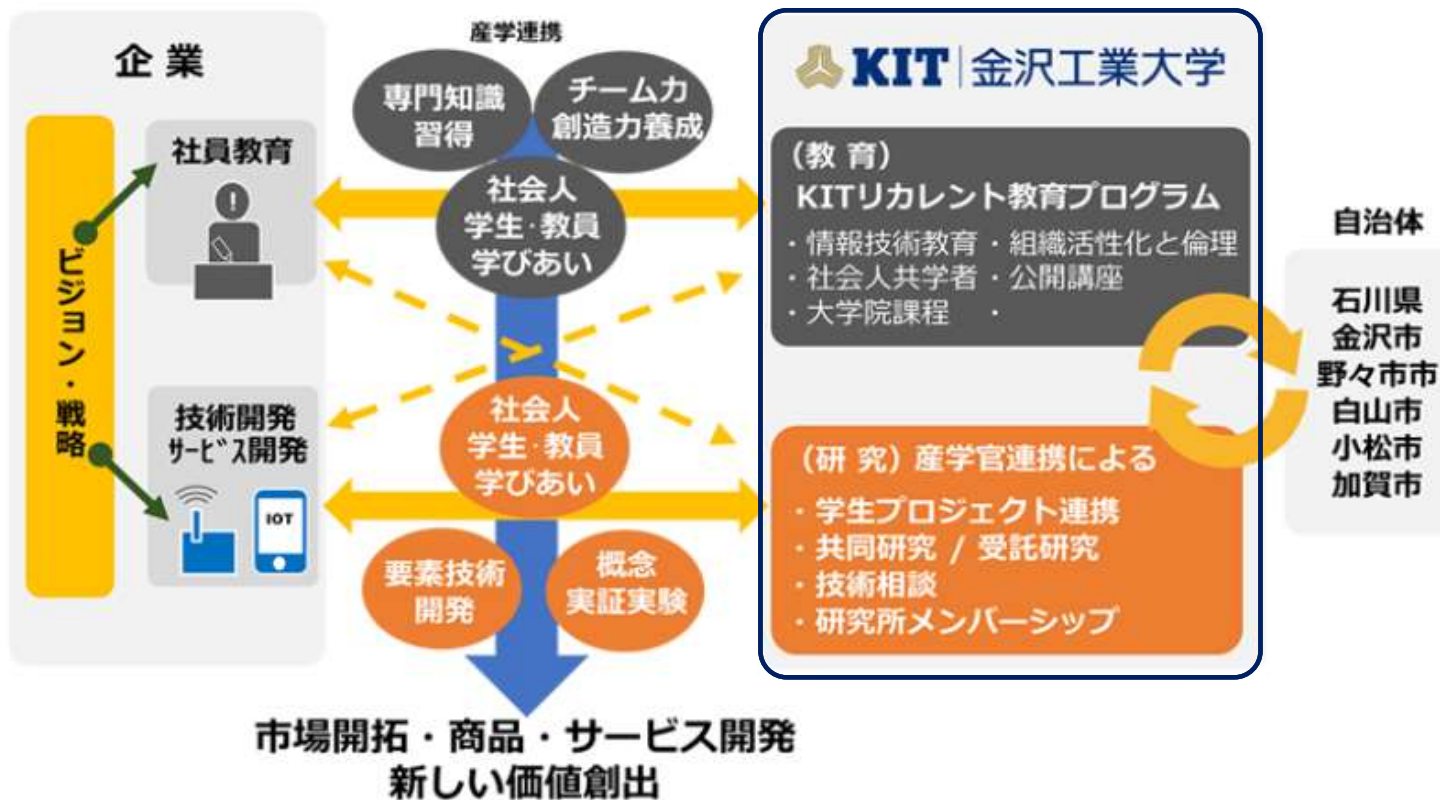 企 業
ビジョン・戦略
社員教育
技術開発
サービス開発
IOT
産学連携
専門知識
習得
チーム力
創造力養成
社会人
学生・教員
学びあい
社会人
学生・教員
学びあい
要素技術
開発
概念
実証実験
市場開拓・商品・サービス開発
新しい価値創出
KIT|金沢工業大学
（教 育）
KITリカレント教育プログラム
・情報技術教育 ・組織活性化と倫理
・社会人共学者 ・公開講座
・大学院課程 ・
（研 究）産学官連携による
・学生プロジェクト連携
・共同研究 / 受託研究
・技術相談
・研究所メンバーシップ
自治体
石川県
金沢市
野々市市
白山市
小松市
加賀市